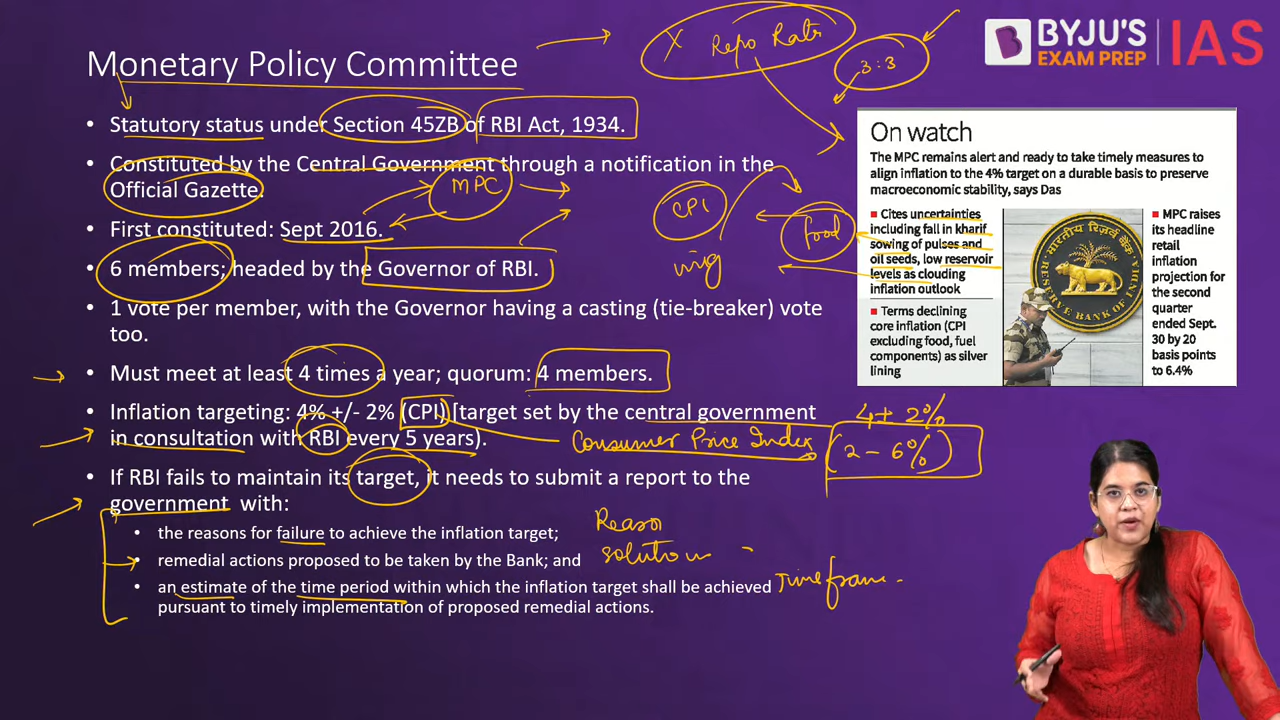 Monetary Policy Committee
X Repo Rate
3:3
BYJU'S
EXAM PREP
IAS
• Statutory status under Section 45ZB of RBI Act, 1934.
• Constituted by the Central Government through a notification in the
Official Gazette.
MPC
• First constituted: Sept 2016.
• 6 members; headed by the Governor of RBI.
• 1 vote per member, with the Governor having a casting (tie-breaker) vote
too.
• Must meet at least 4 times a year; quorum: 4 members.
• Inflation targeting: 4% +/- 2% (CPI) [target set by the central government
in consultation with RBI every 5 years).
Consumer Price Index
4 ± 2%
(2 - 6%)
• If RBI fails to maintain its target, it needs to submit a report to the
government with:
• the reasons for failure to achieve the inflation target;
• remedial actions proposed to be taken by the Bank; and
• an estimate of the time period within which the inflation target shall be achieved
pursuant to timely implementation of proposed remedial actions.
Reason
solution
Timeframe
CPI
food
On watch
The MPC remains alert and ready to take timely measures to
align inflation to the 4% target on a durable basis to preserve
macroeconomic stability, says Das
■ Cites uncertainties
including fall in kharif
sowing of pulses and
oil seeds, low reservoir
levels as clouding
inflation outlook
■ Terms declining
core inflation (CPI
excluding food, fuel
components) as silver
lining
भारतीय रिज़र्व बैंक
RESERVE BANK OF INDIA
■ MPC raises
its headline
retail
inflation
projection for
the second
quarter
ended Sept.
30 by 20
basis points
to 6.4%